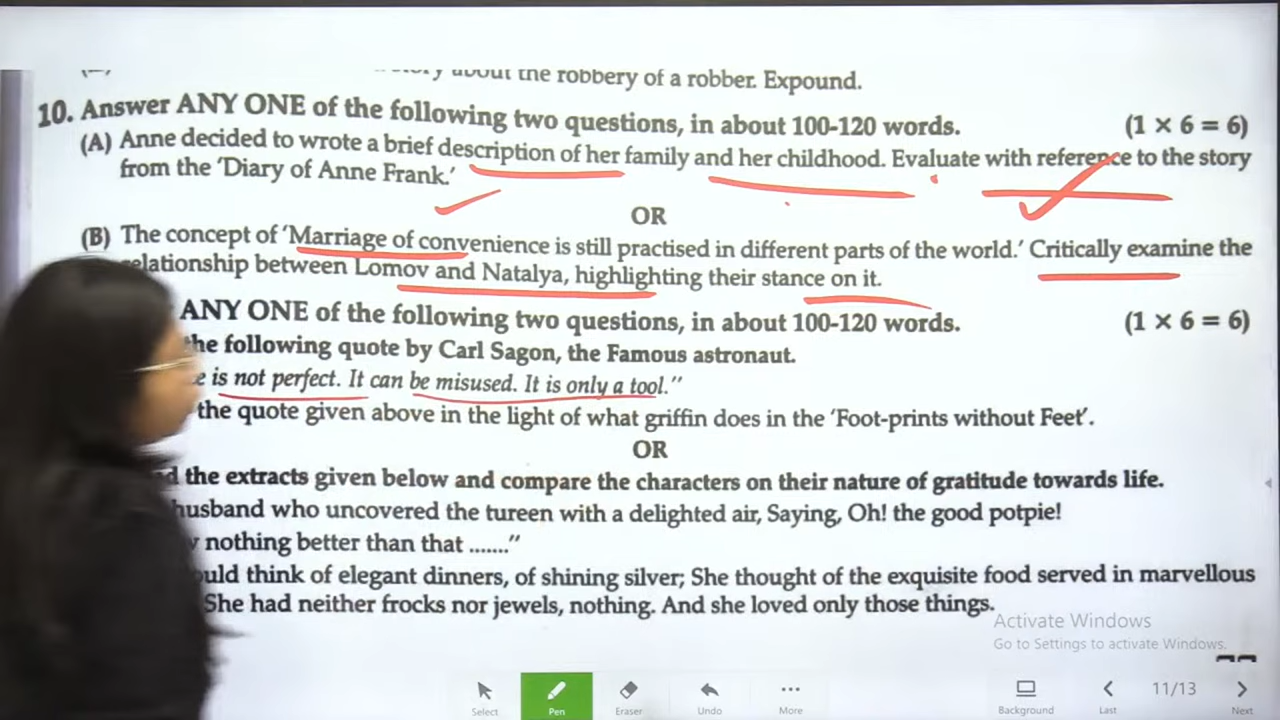 about the robbery of a robber. Expound.
10. Answer ANY ONE of the following two questions, in about 100-120 words. (1 × 6 = 6)
(A) Anne decided to wrote a brief description of her family and her childhood. Evaluate with reference to the story
from the 'Diary of Anne Frank.'
OR
(B) The concept of 'Marriage of convenience is still practised in different parts of the world.' Critically examine the
relationship between Lomov and Natalya, highlighting their stance on it.
ANY ONE of the following two questions, in about 100-120 words. (1 × 6 = 6)
the following quote by Carl Sagon, the Famous astronaut.
is not perfect. It can be misused. It is only a tool."
the quote given above in the light of what griffin does in the 'Foot-prints without Feet'.
OR
the extracts given below and compare the characters on their nature of gratitude towards life.
husband who uncovered the tureen with a delighted air, Saying, Oh! the good potpie!
nothing better than that ......."
think of elegant dinners, of shining silver; She thought of the exquisite food served in marvellous
She had neither frocks nor jewels, nothing. And she loved only those things.
Activate Windows
Go to Settings to activate Windows.
Select Pen Eraser Undo More Background Last 11/13 Next